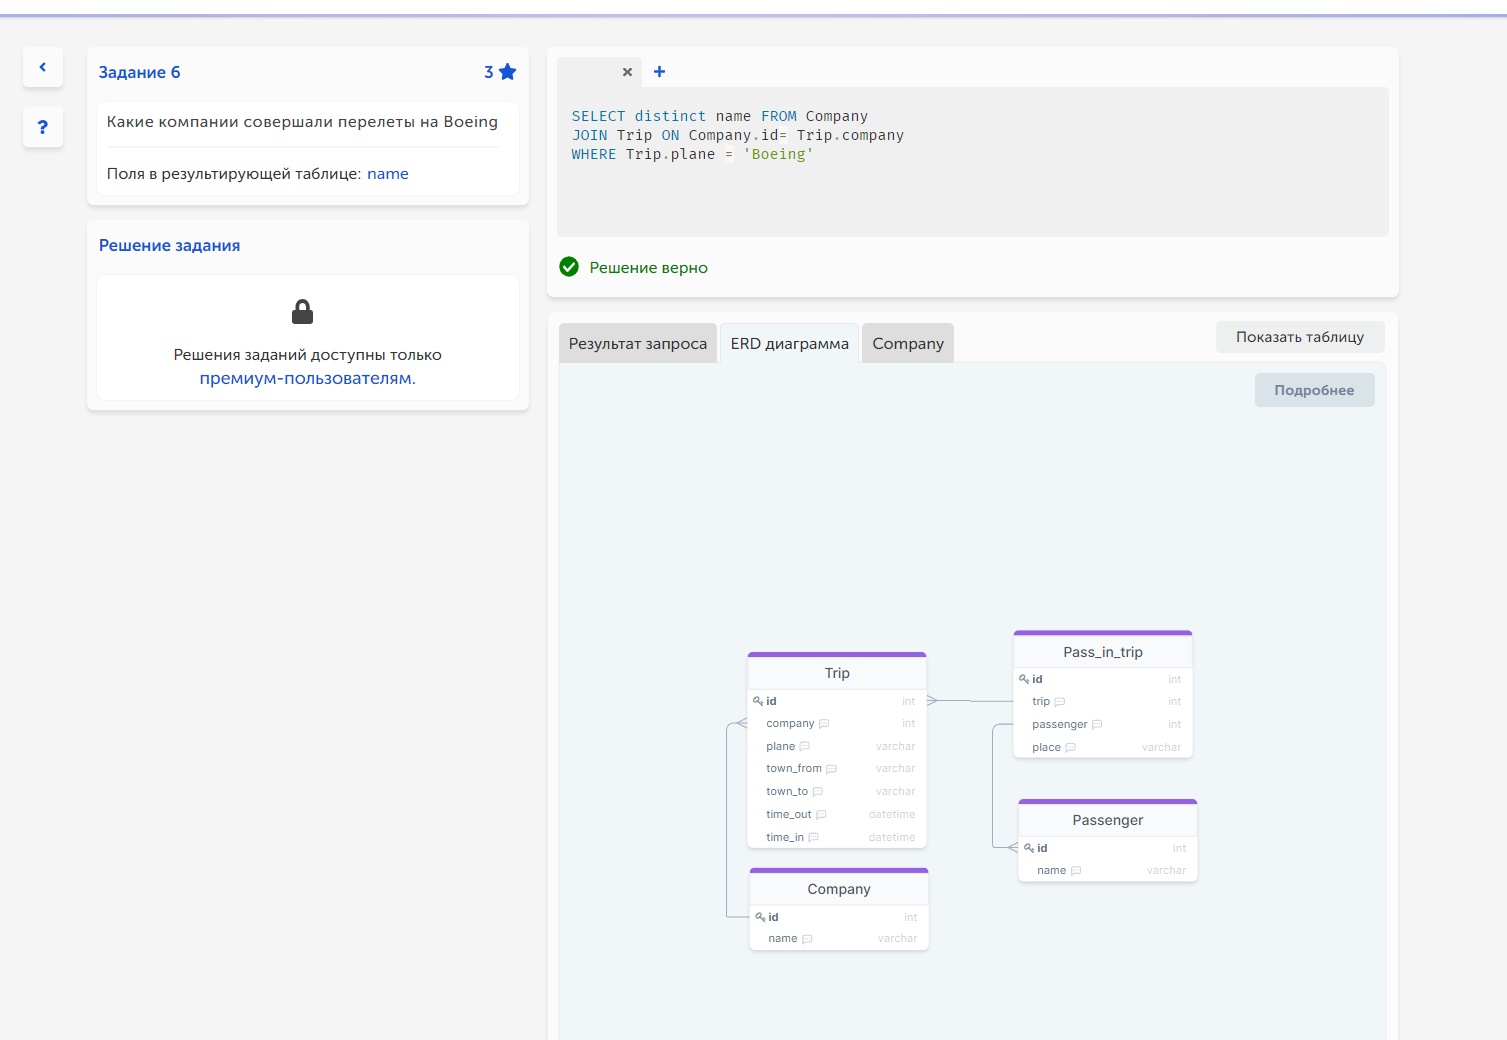 Задание 6
3
Какие компании совершали перелеты на Boeing
Поля в результирующей таблице: name
Решение задания
Решения заданий доступны только
премиум-пользователям.
?
+
SELECT distinct name FROM Company
JOIN Trip ON Company.id= Trip.company
WHERE Trip.plane = 'Boeing'
Решение верно
Результат запроса
ERD диаграмма
Company
Показать таблицу
Подробнее
Trip
id int
company int
plane varchar
town_from varchar
town_to varchar
time_out datetime
time_in datetime
Company
id int
name varchar
Pass_in_trip
id int
trip int
passenger int
place varchar
Passenger
id int
name varchar